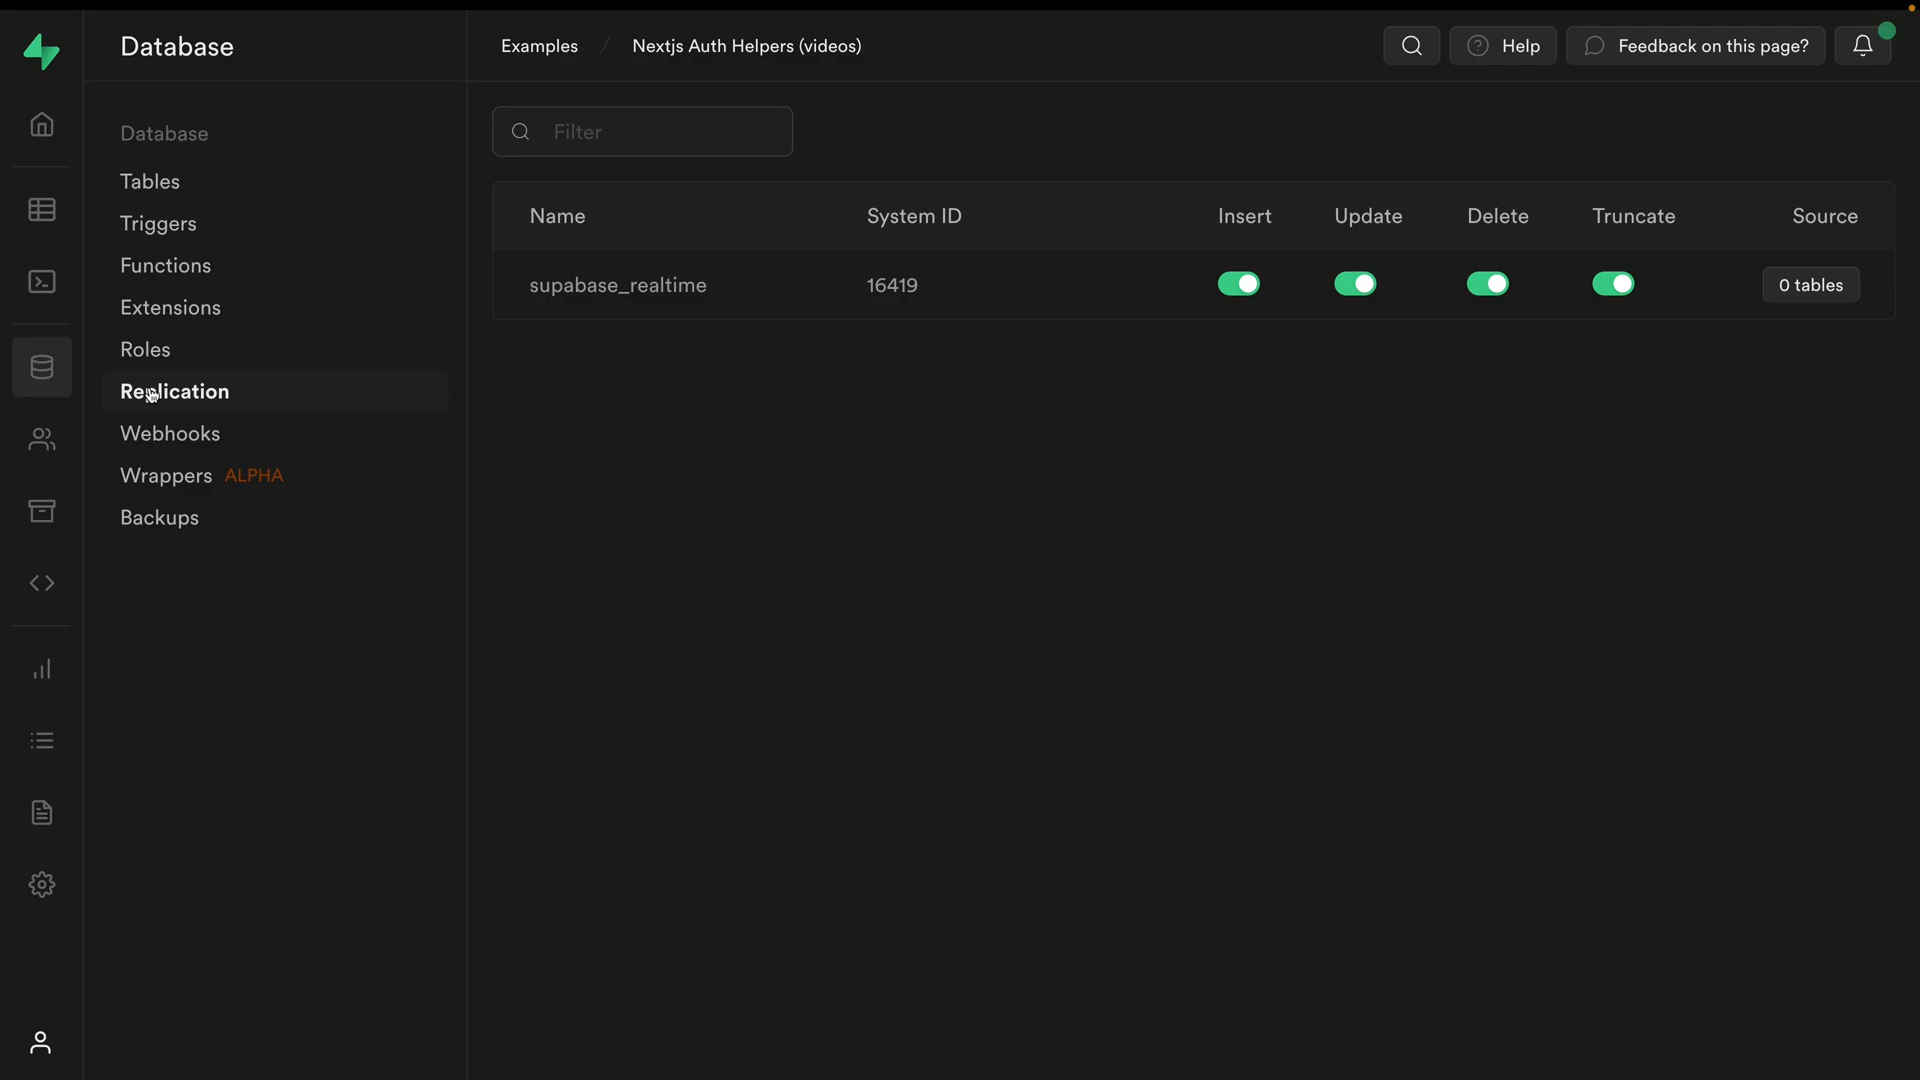 Database
Examples / Nextjs Auth Helpers (videos)
Help
Feedback on this page?
Database
Tables
Triggers
Functions
Extensions
Roles
Replication
Webhooks
Wrappers ALPHA
Backups
Filter
Name System ID Insert Update Delete Truncate Source
supabase_realtime 16419 0 tables